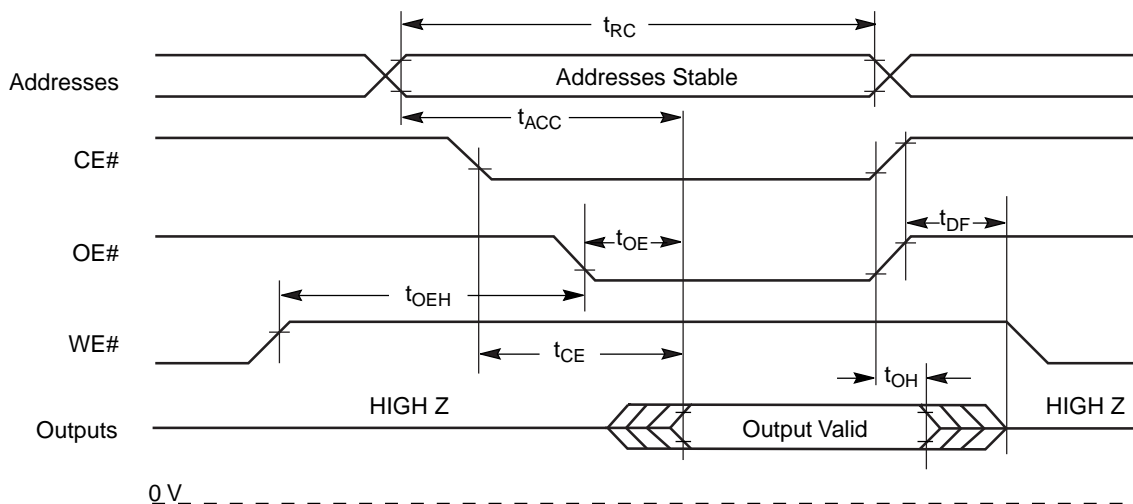 tRC
Addresses
Addresses Stable
tACC
CE#
tDF
OE#
tOE
tOEH
WE#
tCE
tOH
HIGH Z
HIGH Z
Outputs
Output Valid
0 V